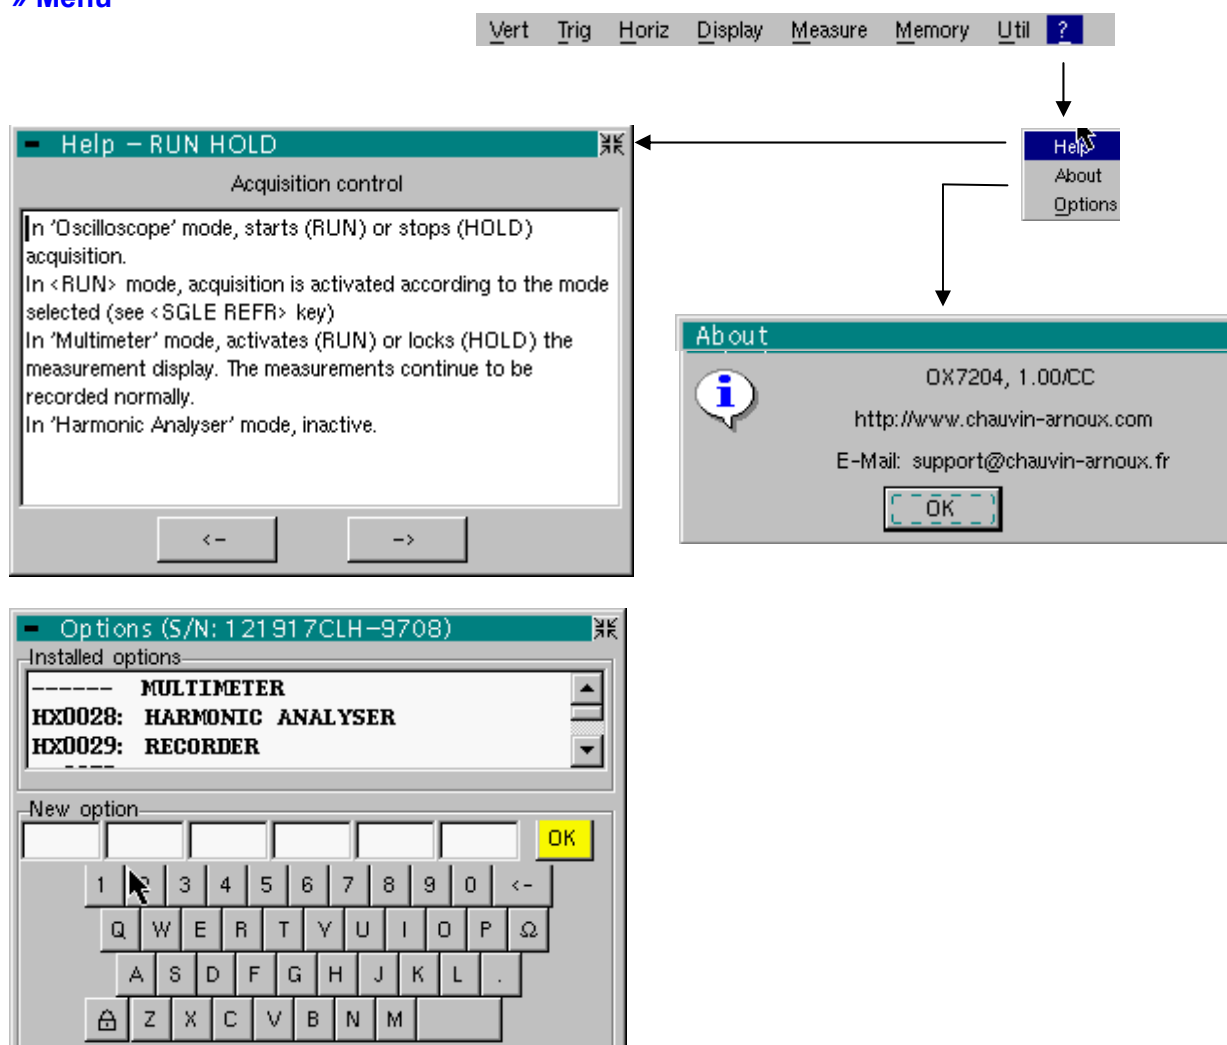 » Menu
Vert Trig Horiz Display Measure Memory Util ?
Help
About
Options
Help - RUN HOLD
Acquisition control
In 'Oscilloscope' mode, starts (RUN) or stops (HOLD)
acquisition.
In <RUN> mode, acquisition is activated according to the mode
selected (see <SGLE REFR> key)
In 'Multimeter' mode, activates (RUN) or locks (HOLD) the
measurement display. The measurements continue to be
recorded normally.
In 'Harmonic Analyser' mode, inactive.
<- ->
About
OX7204, 1.00/CC
http://www.chauvin-arnoux.com
E-Mail: support@chauvin-arnoux.fr
OK
Options (S/N: 121917CLH-9708)
Installed options
------ MULTIMETER
HX0028: HARMONIC ANALYSER
HX0029: RECORDER
New option
OK
1 2 3 4 5 6 7 8 9 0 <-
Q W E R T Y U I O P Ω
A S D F G H J K L .
Z X C V B N M